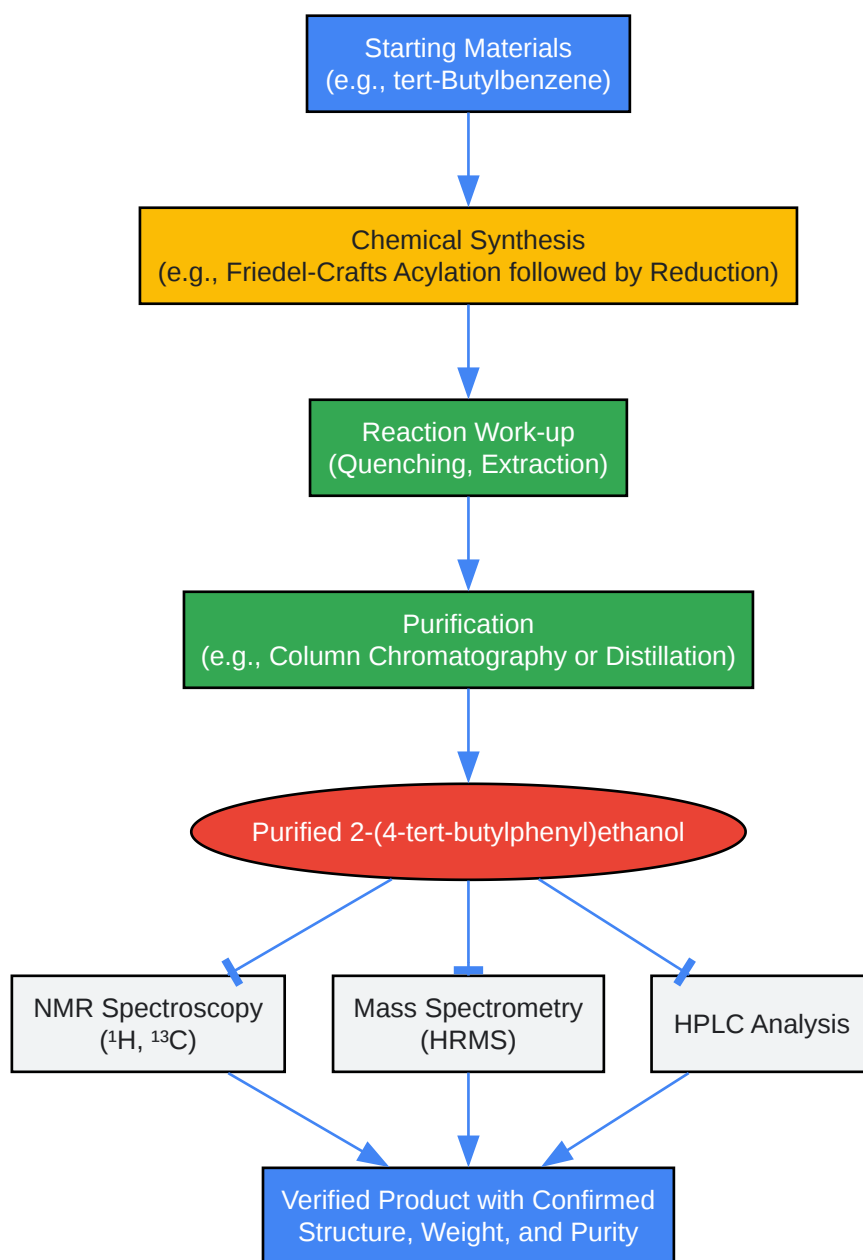 Starting Materials
(e.g., tert-Butylbenzene)
Chemical Synthesis
(e.g., Friedel-Crafts Acylation followed by Reduction)
Reaction Work-up
(Quenching, Extraction)
Purification
(e.g., Column Chromatography or Distillation)
Purified 2-(4-tert-butylphenyl)ethanol
NMR Spectroscopy
(¹H, ¹³C)
Mass Spectrometry
(HRMS)
HPLC Analysis
Verified Product with Confirmed
Structure, Weight, and Purity